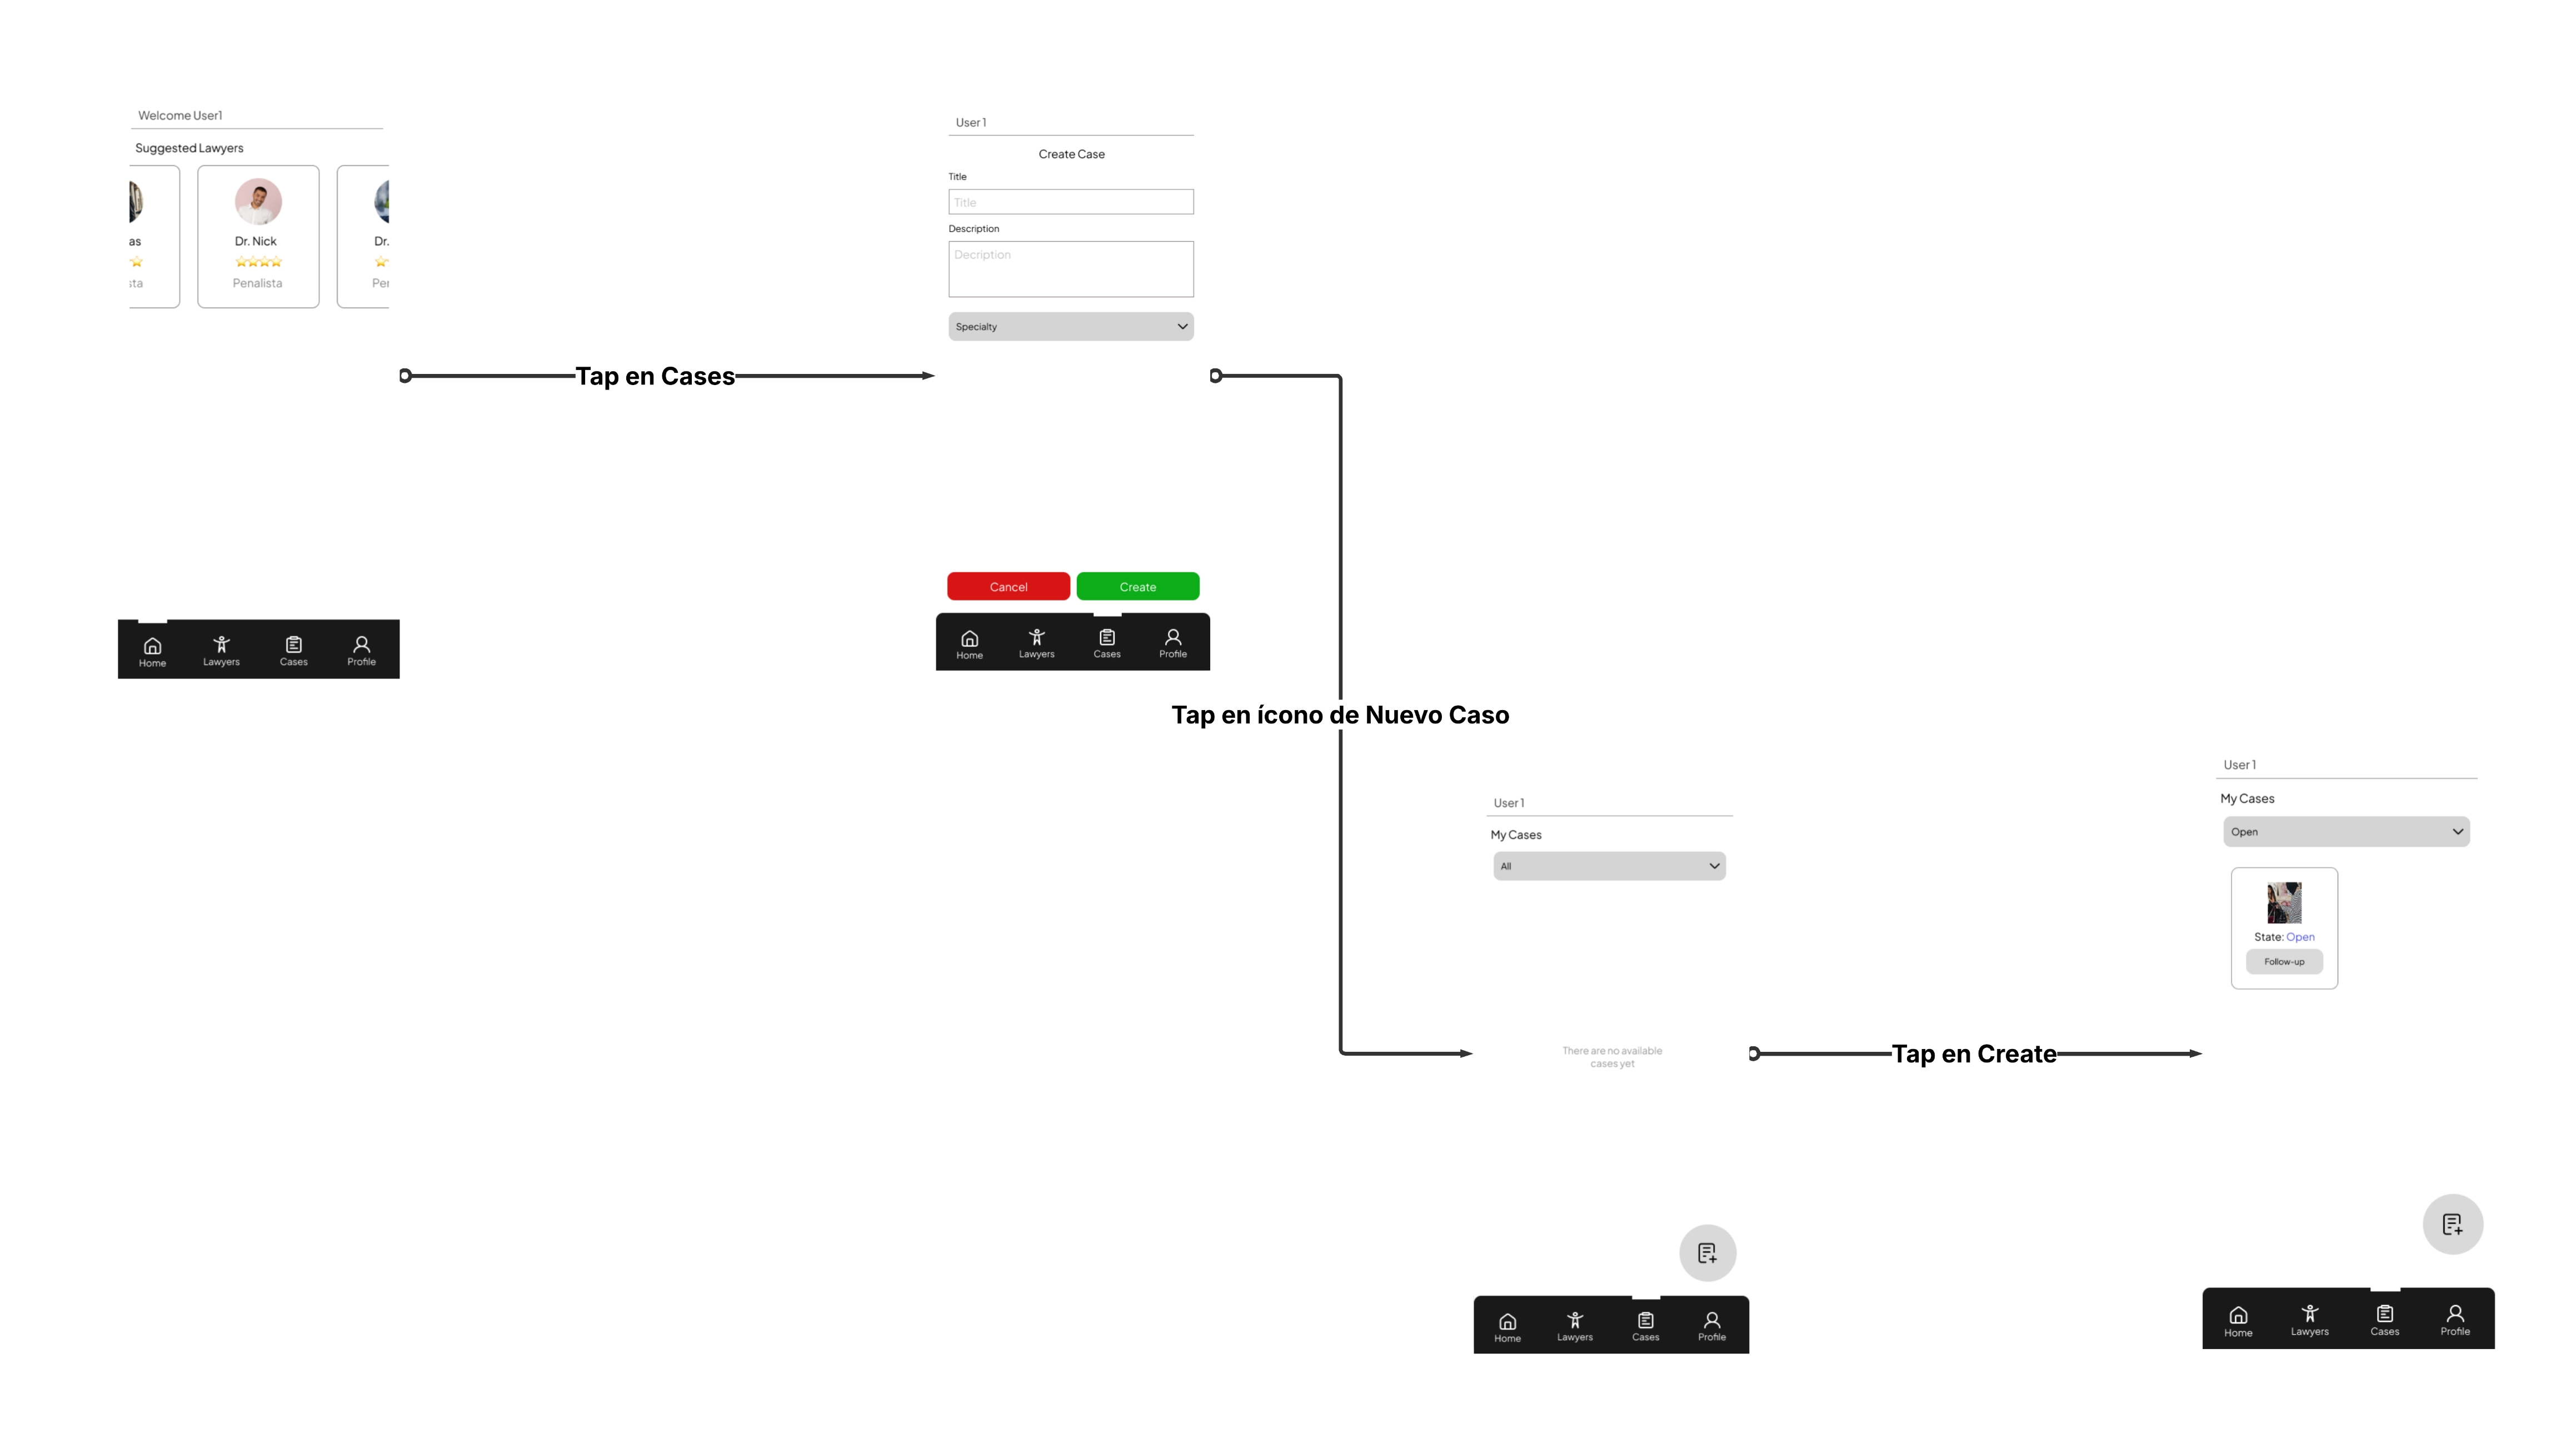 Welcome User1
Suggested Lawyers
as
sta
Dr. Nick
Penalista
Dr.
Per
Home
Lawyers
Cases
Profile
Tap en Cases
User 1
Create Case
Title
Title
Description
Decription
Specialty
Cancel
Create
Home
Lawyers
Cases
Profile
Tap en ícono de Nuevo Caso
User 1
My Cases
All
There are no available
cases yet
Home
Lawyers
Cases
Profile
Tap en Create
User 1
My Cases
Open
State: Open
Follow-up
Home
Lawyers
Cases
Profile